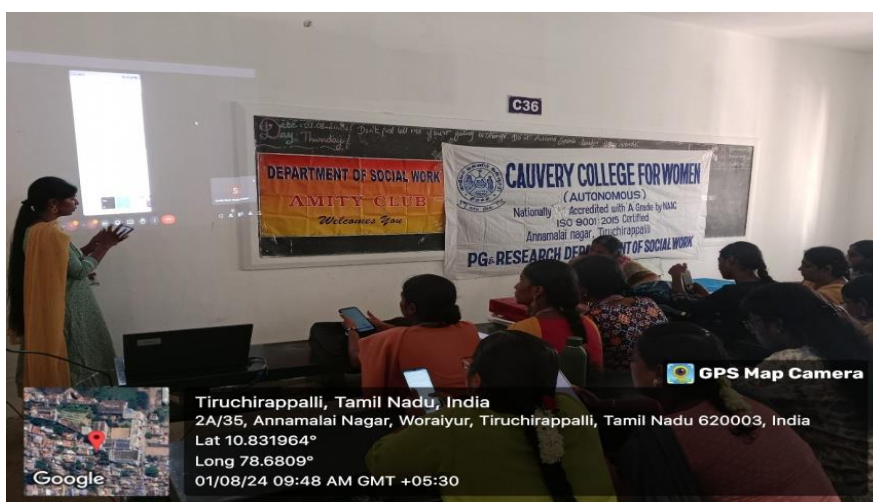 C36
Day: Thursday
DEPARTMENT OF SOCIAL WORK
AMITY CLUB
Welcomes You
CAUVERY COLLEGE FOR WOMEN
(AUTONOMOUS)
Nationally Accredited with A Grade by NAAC
ISO 9001:2015 Certified
Annamalai nagar, Tiruchirappalli
PG & RESEARCH DEP OF SOCIAL WORK
S
GPS Map Camera
Tiruchirappalli, Tamil Nadu, India
2A/35, Annamalai Nagar, Woraiyur, Tiruchirappalli, Tamil Nadu 620003, India
Lat 10.831964°
Long 78.6809°
01/08/24 09:48 AM GMT +05:30
Google